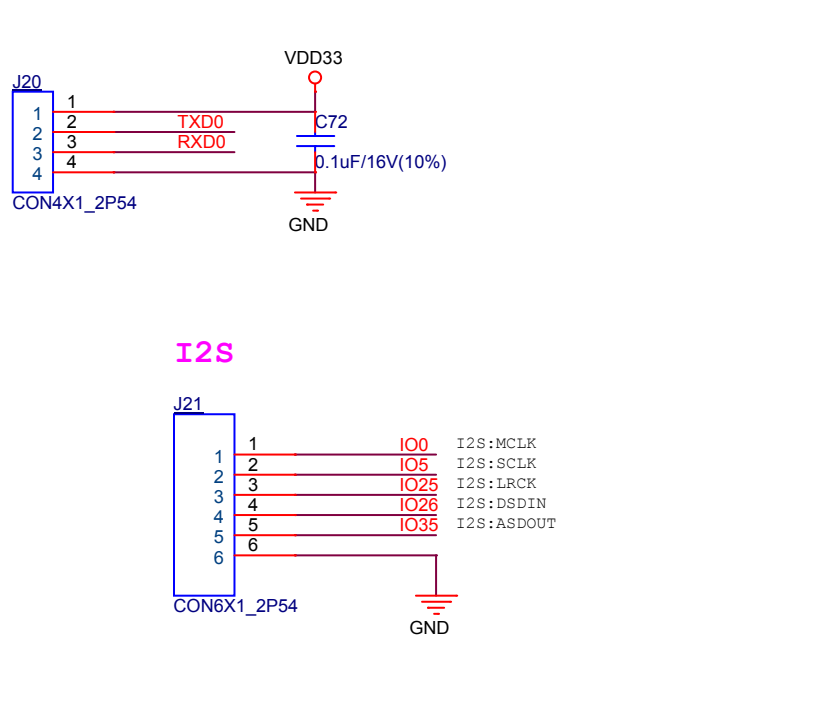 VDD33
J20
1
1
TXD0
C72
2
2
RXD0
3
3
0.1uF/16V(10%)
4
4
CON4X1_2P54
GND
I2S
J21
1
1
IO0
I2S:MCLK
2
2
IO5
I2S:SCLK
3
3
IO25
I2S:LRCK
4
4
IO26
I2S:DSDIN
5
5
IO35
I2S:ASDOUT
6
6
CON6X1_2P54
GND